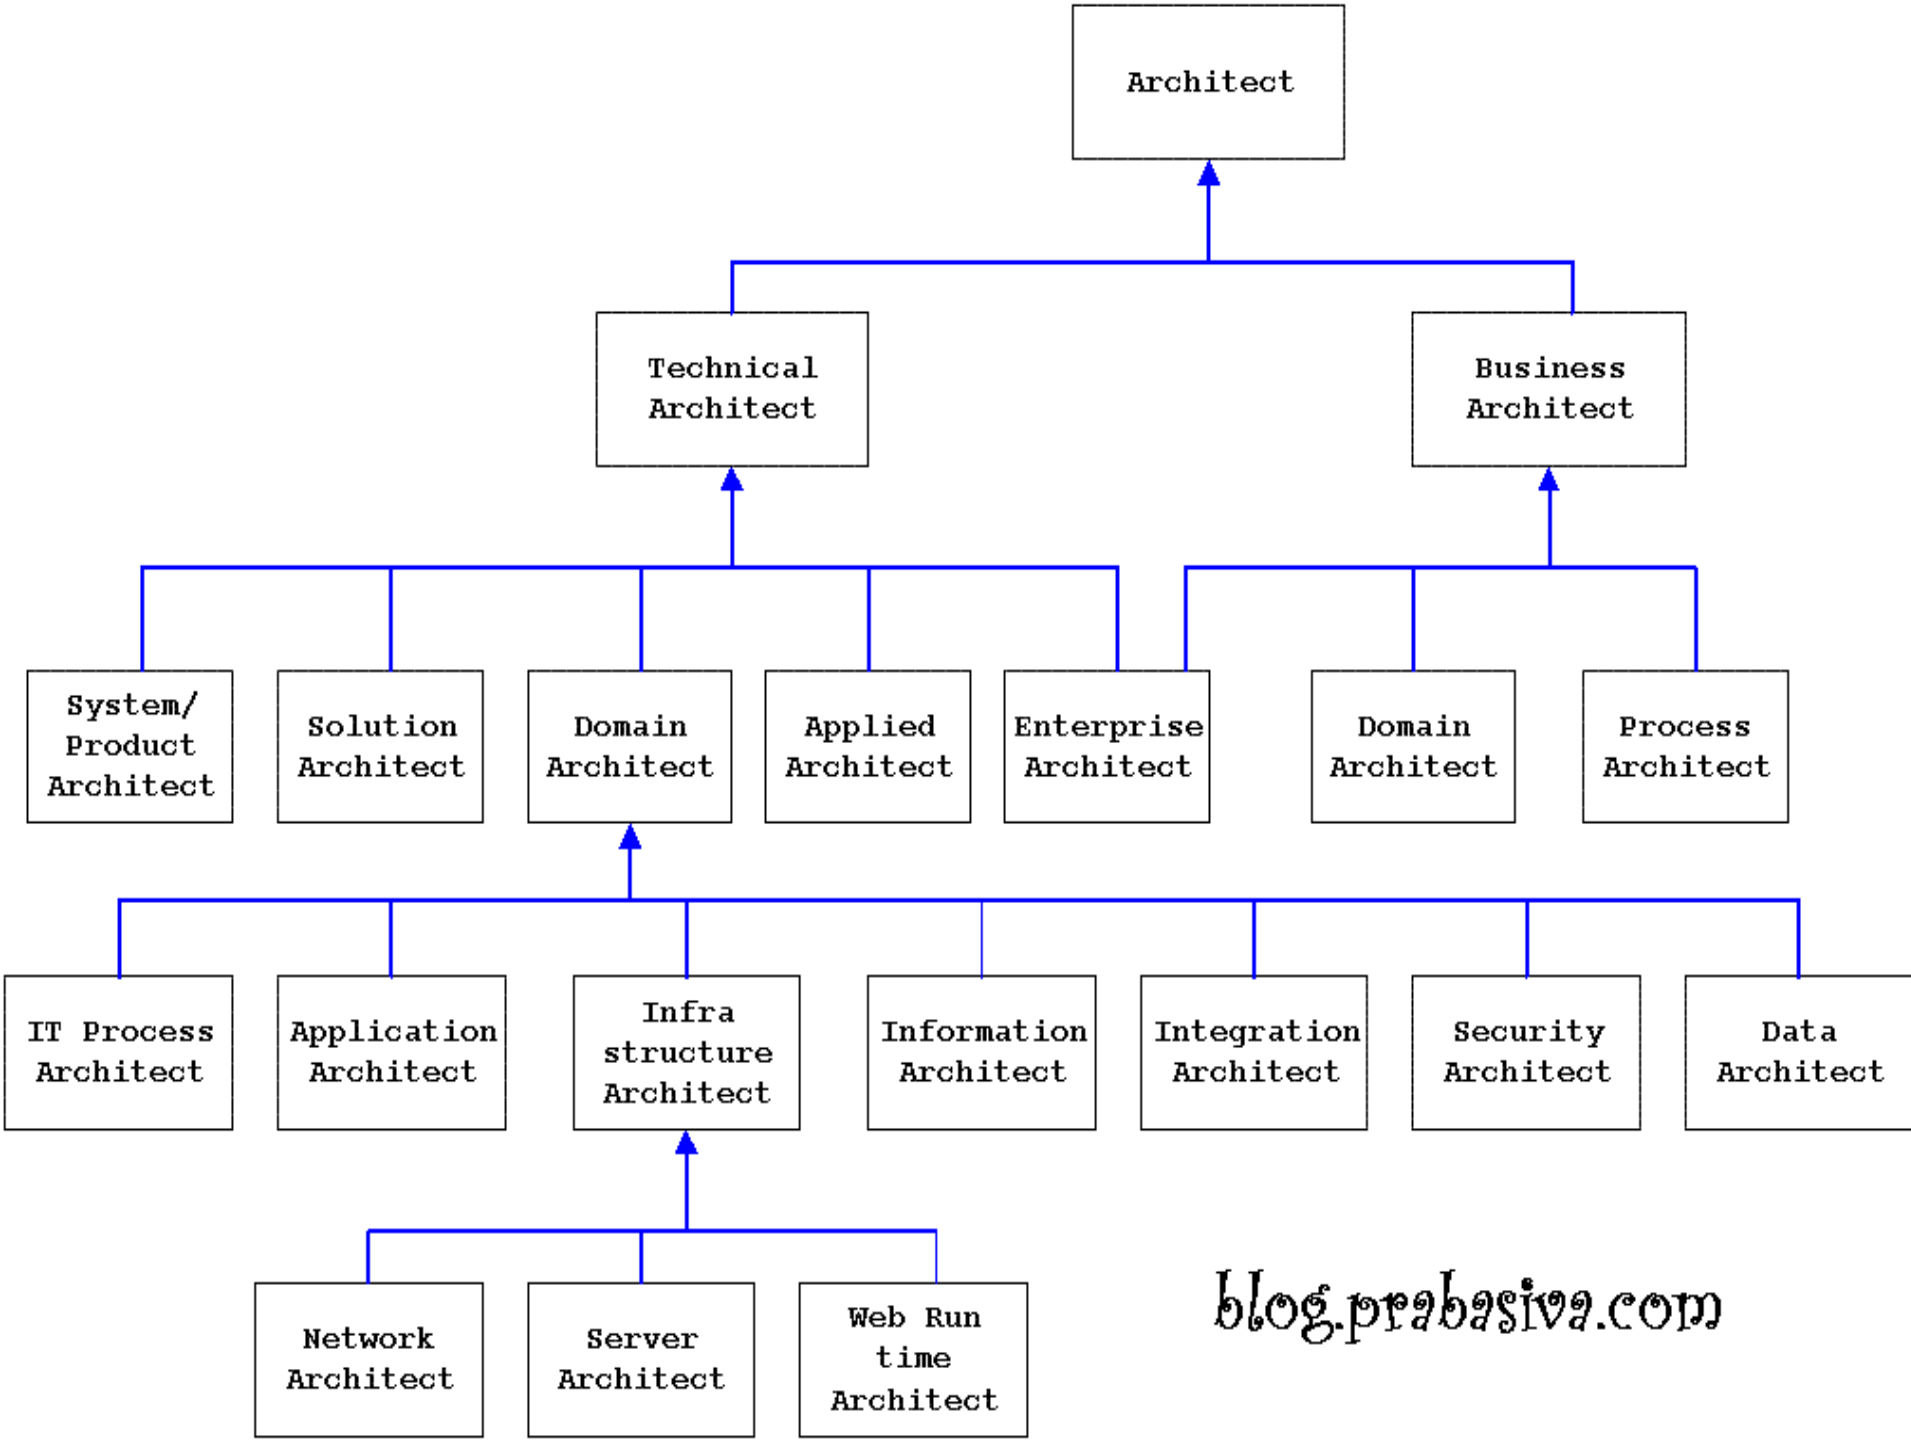 Architect
Technical
Architect
Business
Architect
System/
Product
Architect
Solution
Architect
Domain
Architect
Applied
Architect
Enterprise
Architect
Domain
Architect
Process
Architect
IT Process
Architect
Application
Architect
Infra
structure
Architect
Information
Architect
Integration
Architect
Security
Architect
Data
Architect
Network
Architect
Server
Architect
Web Run
time
Architect
blog.prabasiva.com